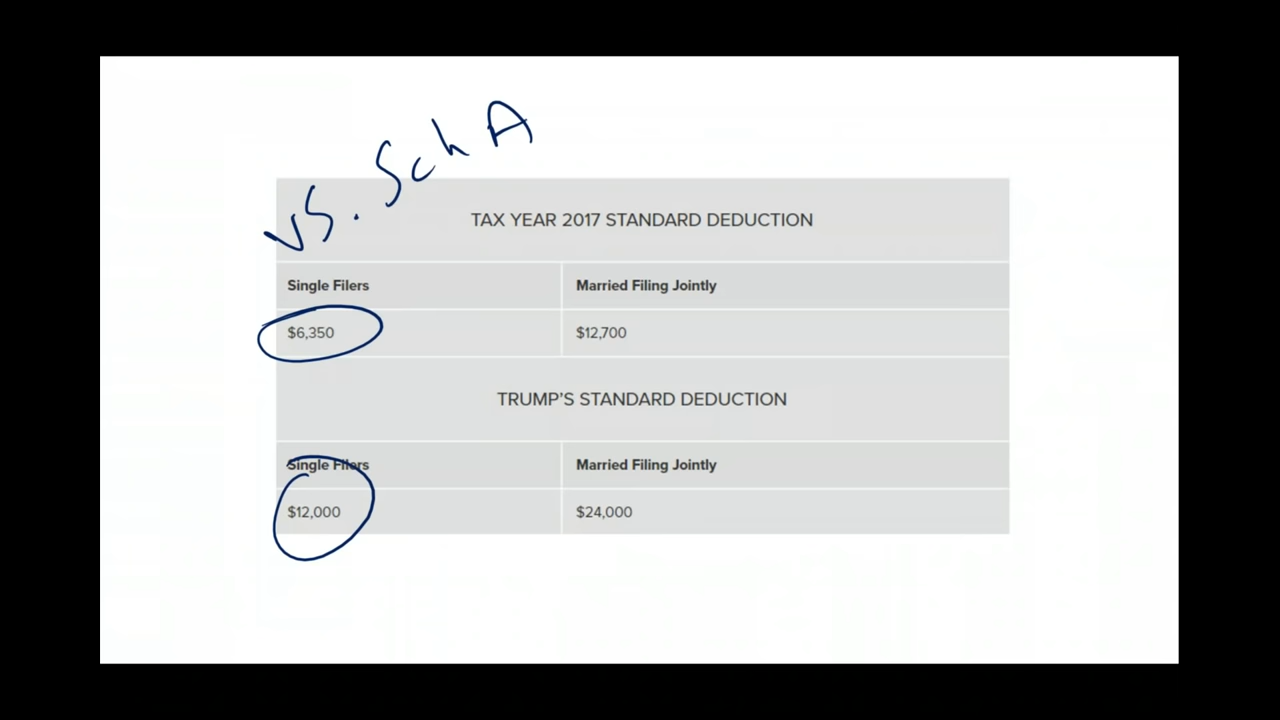 vs. Sch A
TAX YEAR 2017 STANDARD DEDUCTION
Single Filers Married Filing Jointly
$6,350 $12,700
TRUMP’S STANDARD DEDUCTION
Single Filers Married Filing Jointly
$12,000 $24,000